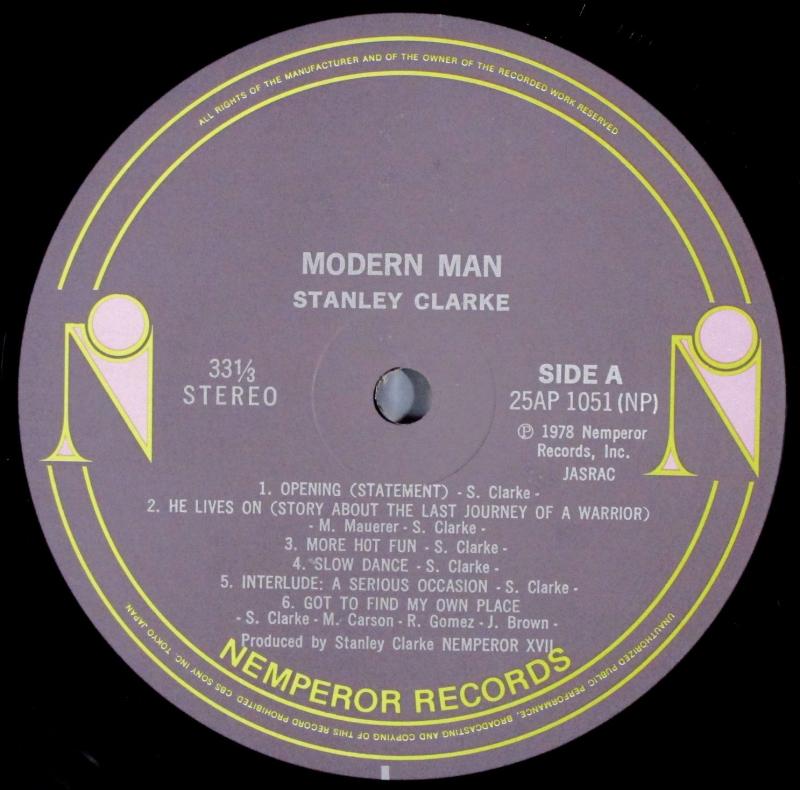 ALL RIGHTS OF THE MANUFACTURER AND OF THE OWNER OF THE RECORDED WORK RESERVED
MODERN MAN
STANLEY CLARKE
33⅓
STEREO
SIDE A
25AP 1051 (NP)
Ⓟ 1978 Nemperor
Records, Inc.
JASRAC
1. OPENING (STATEMENT) - S. Clarke -
2. HE LIVES ON (STORY ABOUT THE LAST JOURNEY OF A WARRIOR)
- M. Mauerer - S. Clarke -
3. MORE HOT FUN - S. Clarke -
4. SLOW DANCE - S. Clarke -
5. INTERLUDE: A SERIOUS OCCASION - S. Clarke -
6. GOT TO FIND MY OWN PLACE
- S. Clarke - M. Carson - R. Gomez - J. Brown -
Produced by Stanley Clarke NEMPEROR XVII
NEMPEROR RECORDS
UNAUTHORIZED PUBLIC PERFORMANCE, BROADCASTING AND COPYING OF THIS RECORD PROHIBITED CBS SONY INC. TOKYO JAPAN